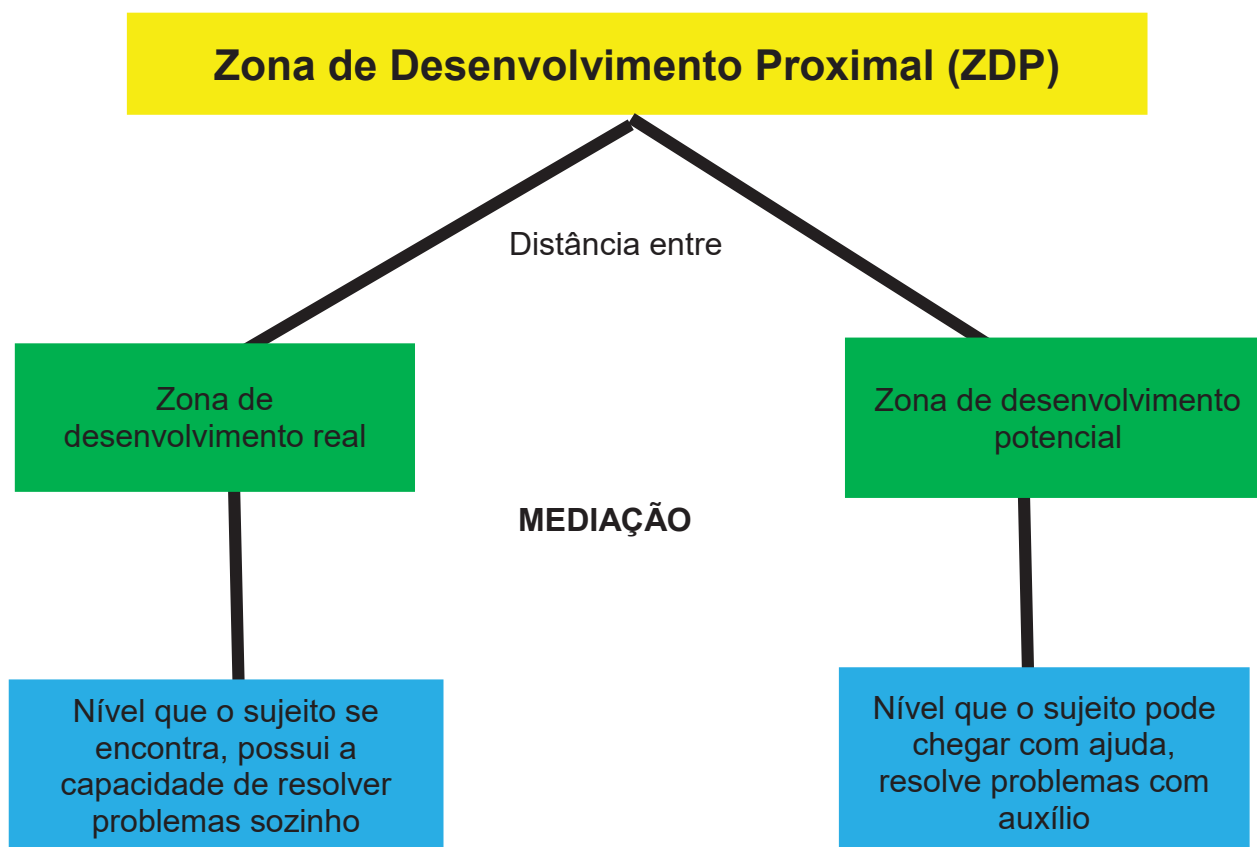 Zona de Desenvolvimento Proximal (ZDP)
Distância entre
Zona de
desenvolvimento real
Zona de desenvolvimento
potencial
MEDIAÇÃO
Nível que o sujeito se
encontra, possui a
capacidade de resolver
problemas sozinho
Nível que o sujeito pode
chegar com ajuda,
resolve problemas com
auxílio